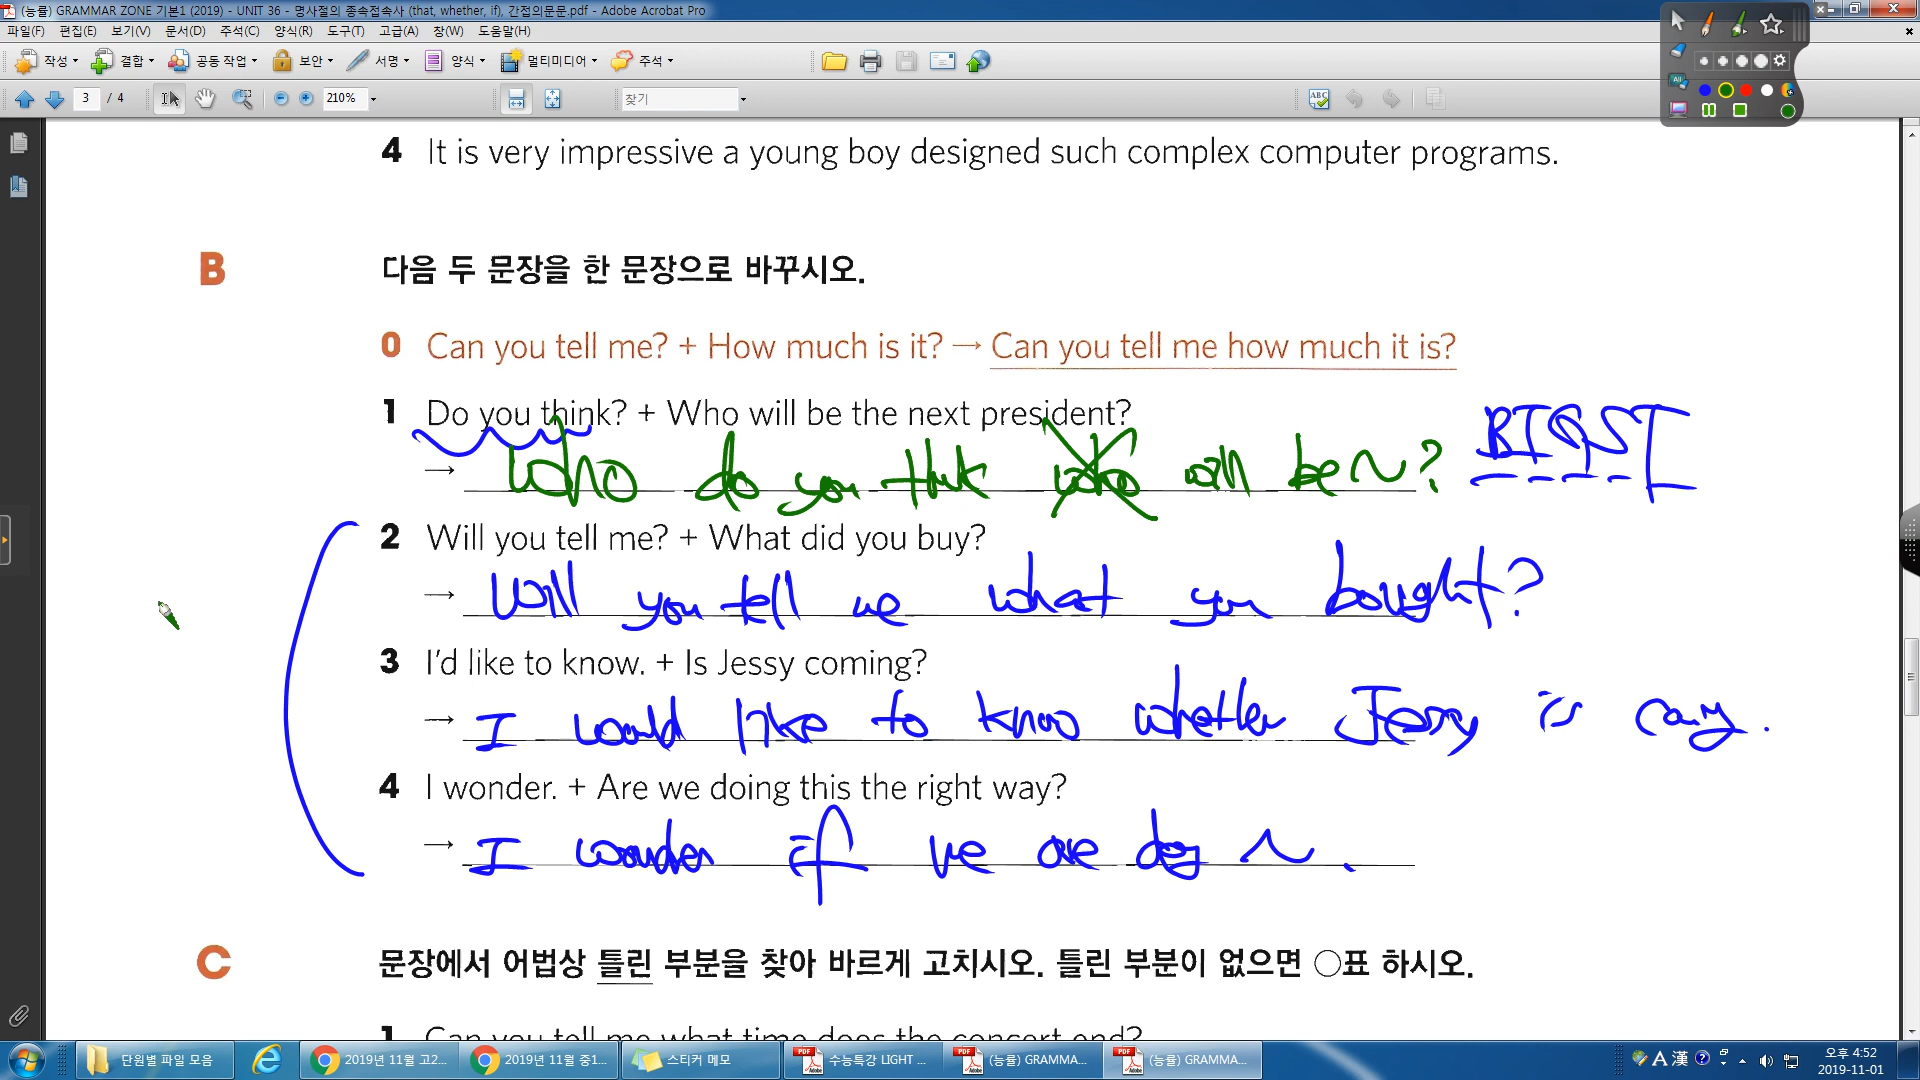 (능률) GRAMMAR ZONE 기본1 (2019) - UNIT 36 - 명사절의 종속접속사 (that, whether, if), 간접의문문.pdf - Adobe Acrobat Pro
파일(F) 편집(E) 보기(V) 문서(D) 주석(C) 양식(R) 도구(T) 고급(A) 창(W) 도움말(H)
작성 결합 공동 작업 보안 서명 양식 멀티미디어 주석
3 / 4 210% 찾기
4 It is very impressive a young boy designed such complex computer programs.
B 다음 두 문장을 한 문장으로 바꾸시오.
0 Can you tell me? + How much is it? → Can you tell me how much it is?
1 Do you think? + Who will be the next president?
→ Who do you think who will be ~?
2 Will you tell me? + What did you buy?
→ Will you tell me what you bought?
3 I'd like to know. + Is Jessy coming?
→ I would like to know whether Jessy is
4 I wonder. + Are we doing this the right way?
→ I wonder if we are ~.
C 문장에서 어법상 틀린 부분을 찾아 바르게 고치시오. 틀린 부분이 없으면 ○표 하시오.
1 Can you tell me what time does the concert end?
단원별 파일 모음 2019년 11월 고2... 2019년 11월 중1... 스티커 메모 수능특강 LIGHT ... (능률) GRAMMA... (능률) GRAMMA...
A 漢
오후 4:52
2019-11-01